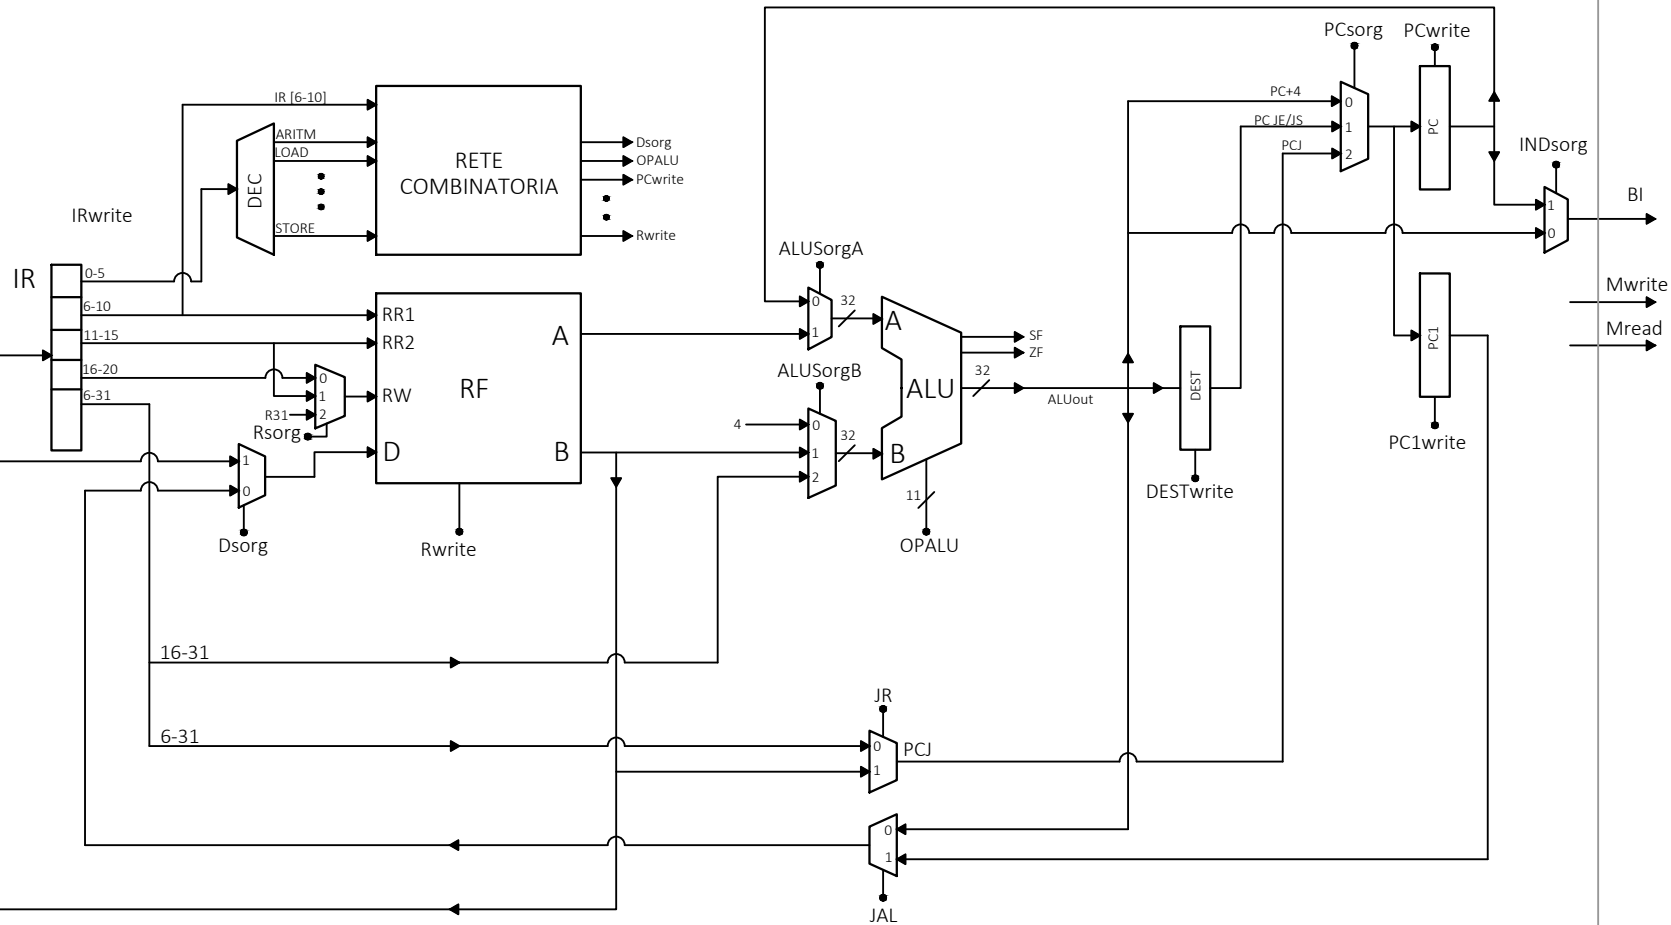 PCsorg
PCwrite
IR [6-10]
ARITM
LOAD
STORE
DEC
RETE
COMBINATORIA
Dsorg
OPALU
PCwrite
Rwrite
IRwrite
IR
0-5
6-10
11-15
16-20
6-31
RR1
RR2
RW
D
RF
A
B
0
1
2
R31
Rsorg
1
0
Dsorg
Rwrite
ALUSorgA
0
1
32
ALUSorgB
4
0
1
2
32
A
ALU
B
11
OPALU
SF
ZF
32
ALUout
DEST
DESTwrite
PC+4
PC JE/JS
PCJ
0
1
2
PC
INDsorg
1
0
BI
Mwrite
Mread
PC1
PC1write
16-31
6-31
JR
0
1
PCJ
0
1
JAL